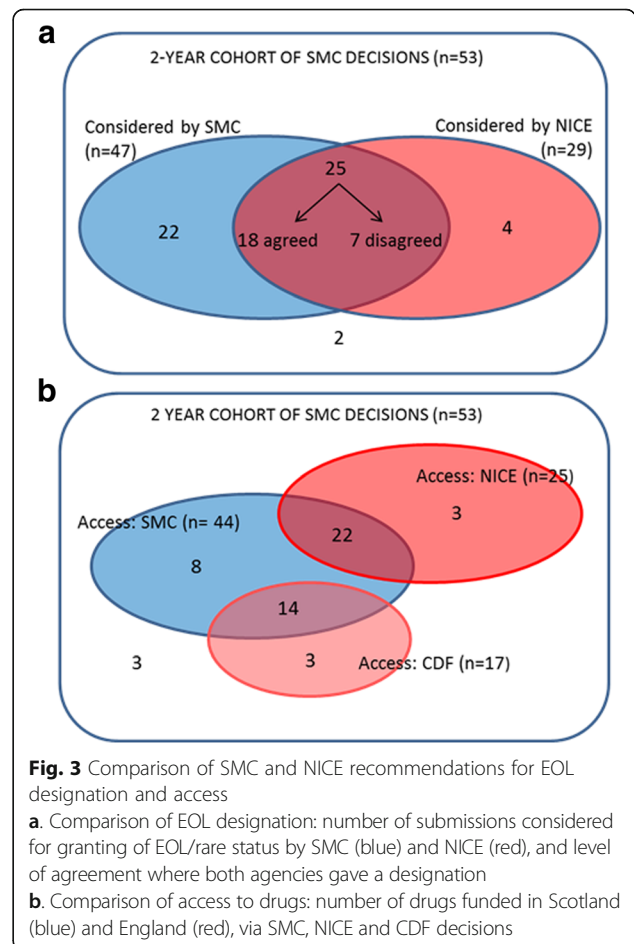 a
2-YEAR COHORT OF SMC DECISIONS (n=53)
Considered by SMC
(n=47)
Considered by NICE
(n=29)
25
22
18 agreed
7 disagreed
4
2
b
2 YEAR COHORT OF SMC DECISIONS (n=53)
Access: NICE (n=25)
Access: SMC (n= 44)
3
22
8
14
3
3
Access: CDF (n=17)
Fig. 3 Comparison of SMC and NICE recommendations for EOL
designation and access
a. Comparison of EOL designation: number of submissions considered
for granting of EOL/rare status by SMC (blue) and NICE (red), and level
of agreement where both agencies gave a designation
b. Comparison of access to drugs: number of drugs funded in Scotland
(blue) and England (red), via SMC, NICE and CDF decisions